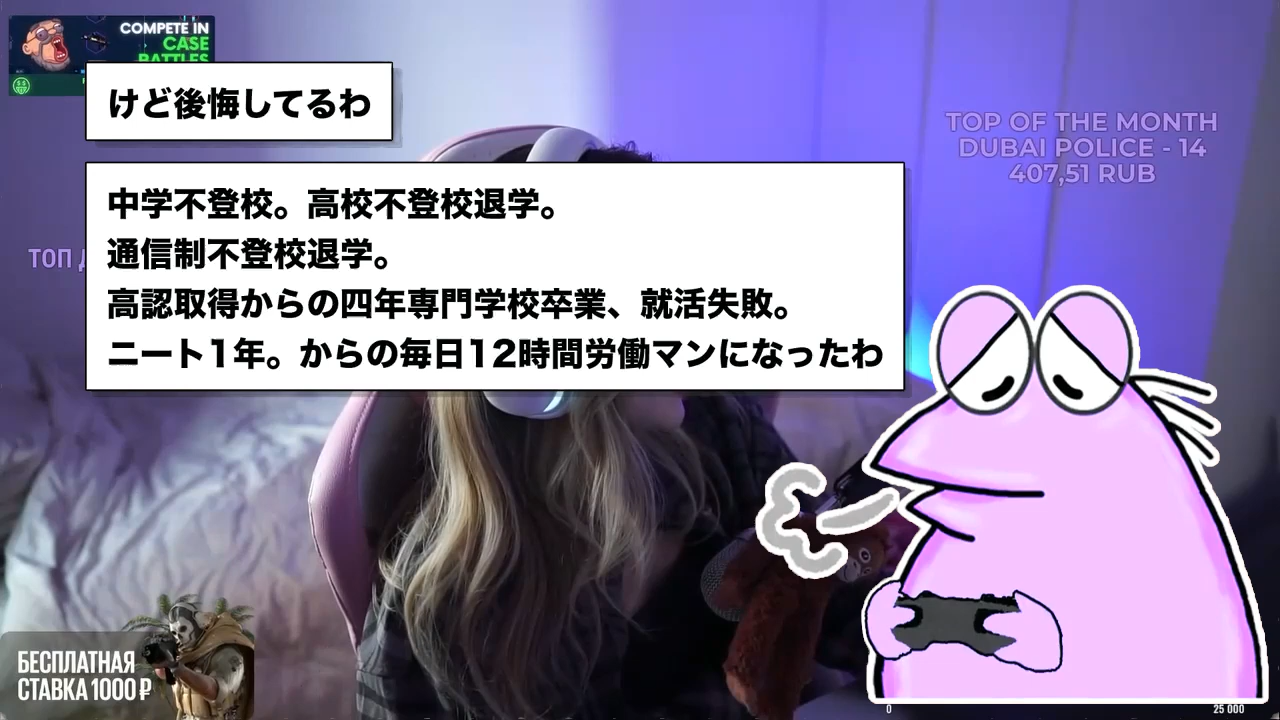 COMPETE IN
CASE
BATTLES
けど後悔してるわ
中学不登校。高校不登校退学。
通信制不登校退学。
高認取得からの四年専門学校卒業、就活失敗。
ニート1年。からの毎日12時間労働マンになったわ
TOP OF THE MONTH
DUBAI POLICE - 14
407,51 RUB
ТОП
БЕСПЛАТНАЯ
СТАВКА 1000 ₽
0
25 000